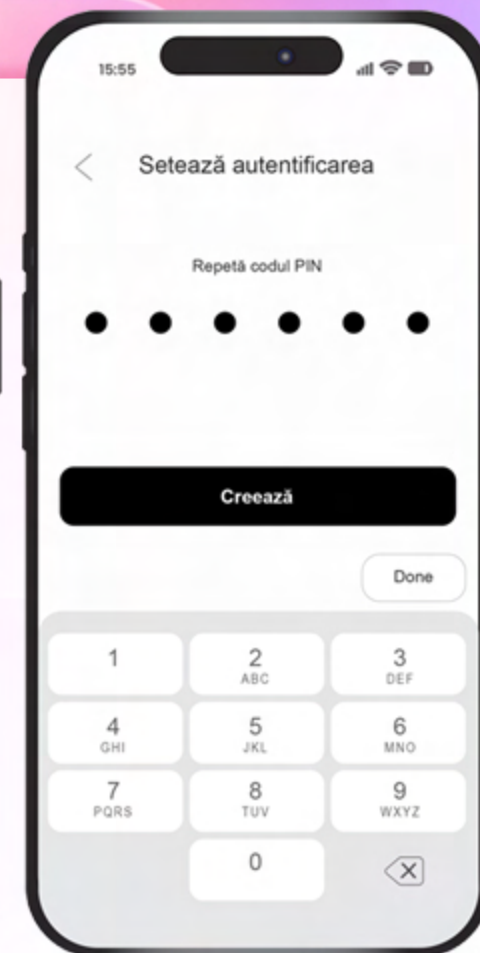 15:55
Setează autentificarea
Repetă codul PIN
Creează
Done
1
2
3
ABC
DEF
4
5
6
GHI
JKL
MNO
7
8
9
PQRS
TUV
WXYZ
0